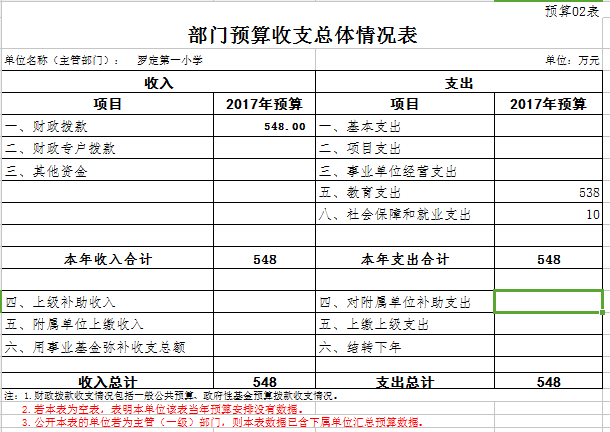 预算02表
部门预算收支总体情况表
单位名称（主管部门）： 罗定第一小学 单位：万元
收入 支出
项目 2017年预算 项目 2017年预算
一、财政拨款 548.00 一、基本支出
二、财政专户拨款 二、项目支出
三、其他资金 三、事业单位经营支出
五、教育支出 538
八、社会保障和就业支出 10
本年收入合计 548 本年支出合计 548
四、上级补助收入 四、对附属单位补助支出
五、附属单位上缴收入 五、上缴上级支出
六、用事业基金弥补收支总额 六、结转下年
收入总计 548 支出总计 548
注：1.财政拨款收支情况包括一般公共预算、政府性基金预算拨款收支情况。
2.若本表为空表，表明本单位该表当年预算安排没有数据。
3.公开本表的单位若为主管（一级）部门，则本表数据已含下属单位汇总预算数据。